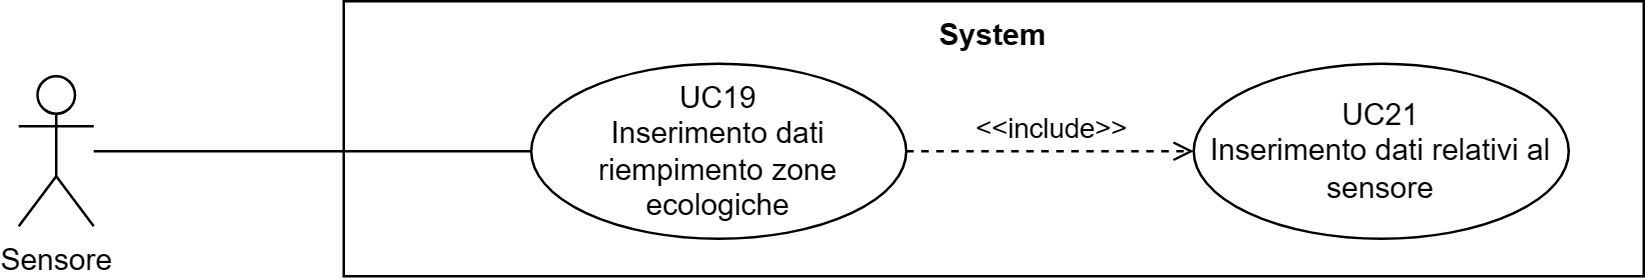 System
UC19
Inserimento dati
riempimento zone
ecologiche
<<include>>
UC21
Inserimento dati relativi al
sensore
Sensore